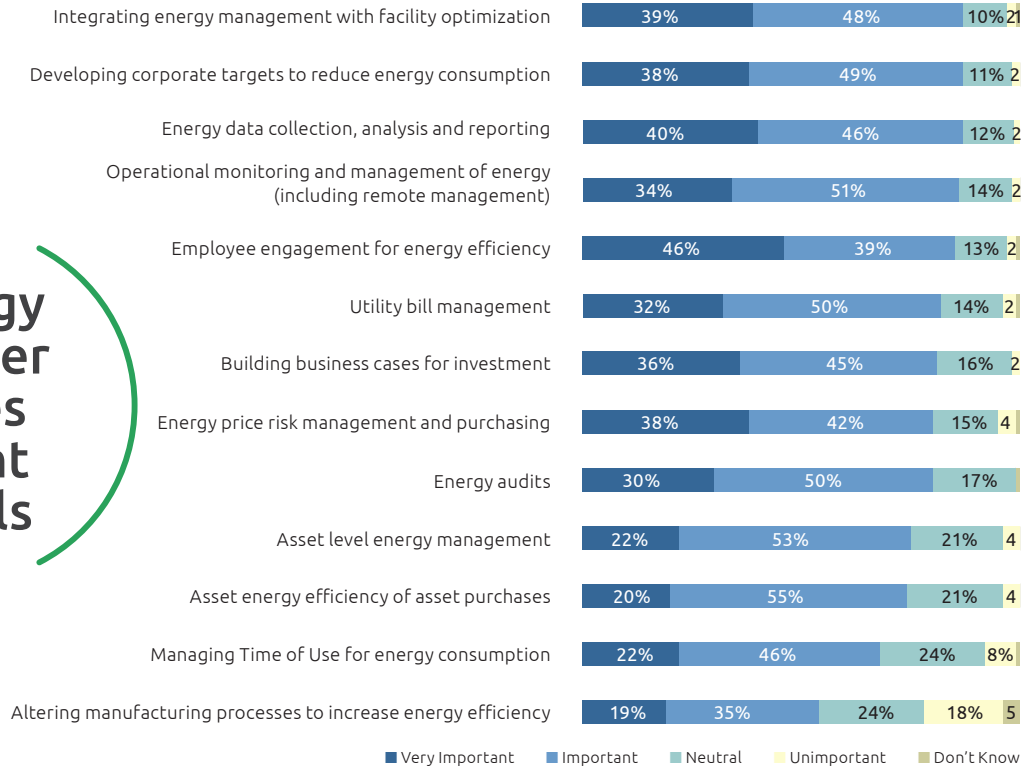 Integrating energy management with facility optimization 39% 48% 10% 2 1
Developing corporate targets to reduce energy consumption 38% 49% 11% 2
Energy data collection, analysis and reporting 40% 46% 12% 2
Operational monitoring and management of energy
(including remote management) 34% 51% 14% 2
Employee engagement for energy efficiency 46% 39% 13% 2
Utility bill management 32% 50% 14% 2
Building business cases for investment 36% 45% 16% 2
Energy price risk management and purchasing 38% 42% 15% 4
Energy audits 30% 50% 17%
Asset level energy management 22% 53% 21% 4
Asset energy efficiency of asset purchases 20% 55% 21% 4
Managing Time of Use for energy consumption 22% 46% 24% 8%
Altering manufacturing processes to increase energy efficiency 19% 35% 24% 18% 5
Very Important Important Neutral Unimportant Don't Know